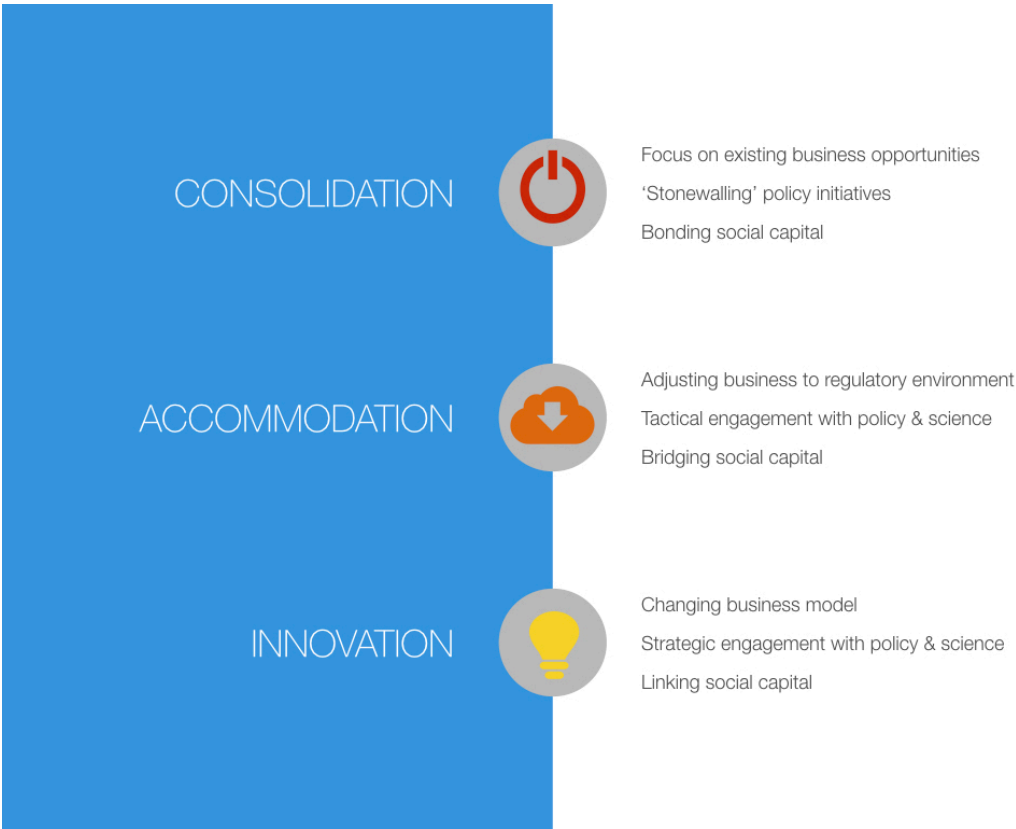 CONSOLIDATION
Focus on existing business opportunities
‘Stonewalling’ policy initiatives
Bonding social capital
ACCOMMODATION
Adjusting business to regulatory environment
Tactical engagement with policy & science
Bridging social capital
INNOVATION
Changing business model
Strategic engagement with policy & science
Linking social capital